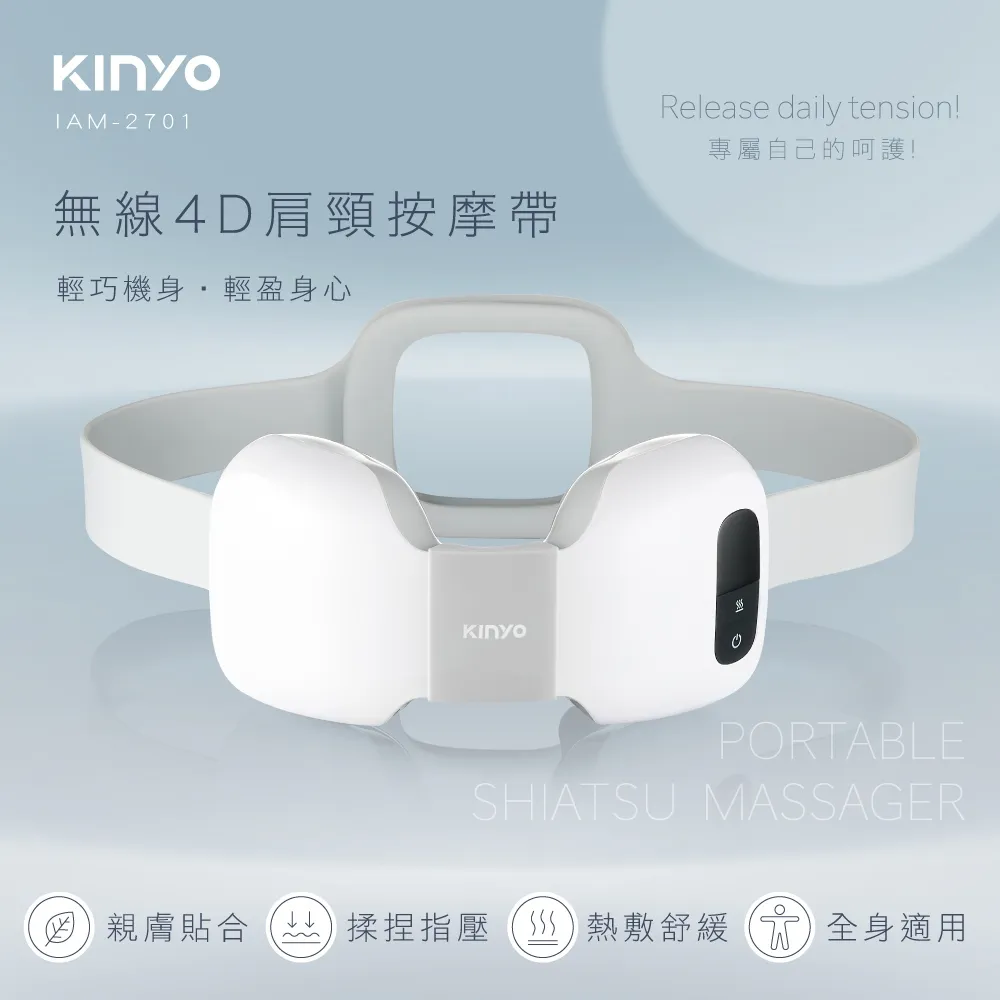 KINYO
IAM-2701
Release daily tension!
專屬自己的呵護!
無線4D肩頸按摩帶
輕巧機身・輕盈身心
KINYO
PORTABLE
SHIATSU MASSAGER
親膚貼合
揉捏指壓
熱敷舒緩
全身適用